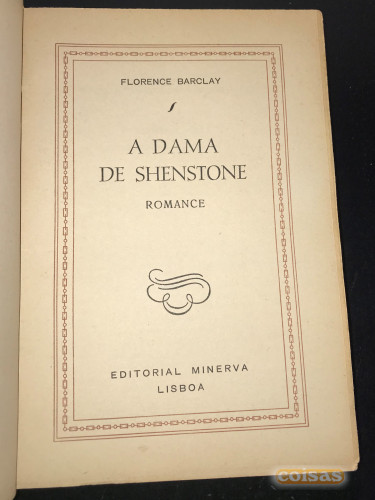 FLORENCE BARCLAY
A DAMA
DE SHENSTONE
ROMANCE
EDITORIAL MINERVA
LISBOA
coisas